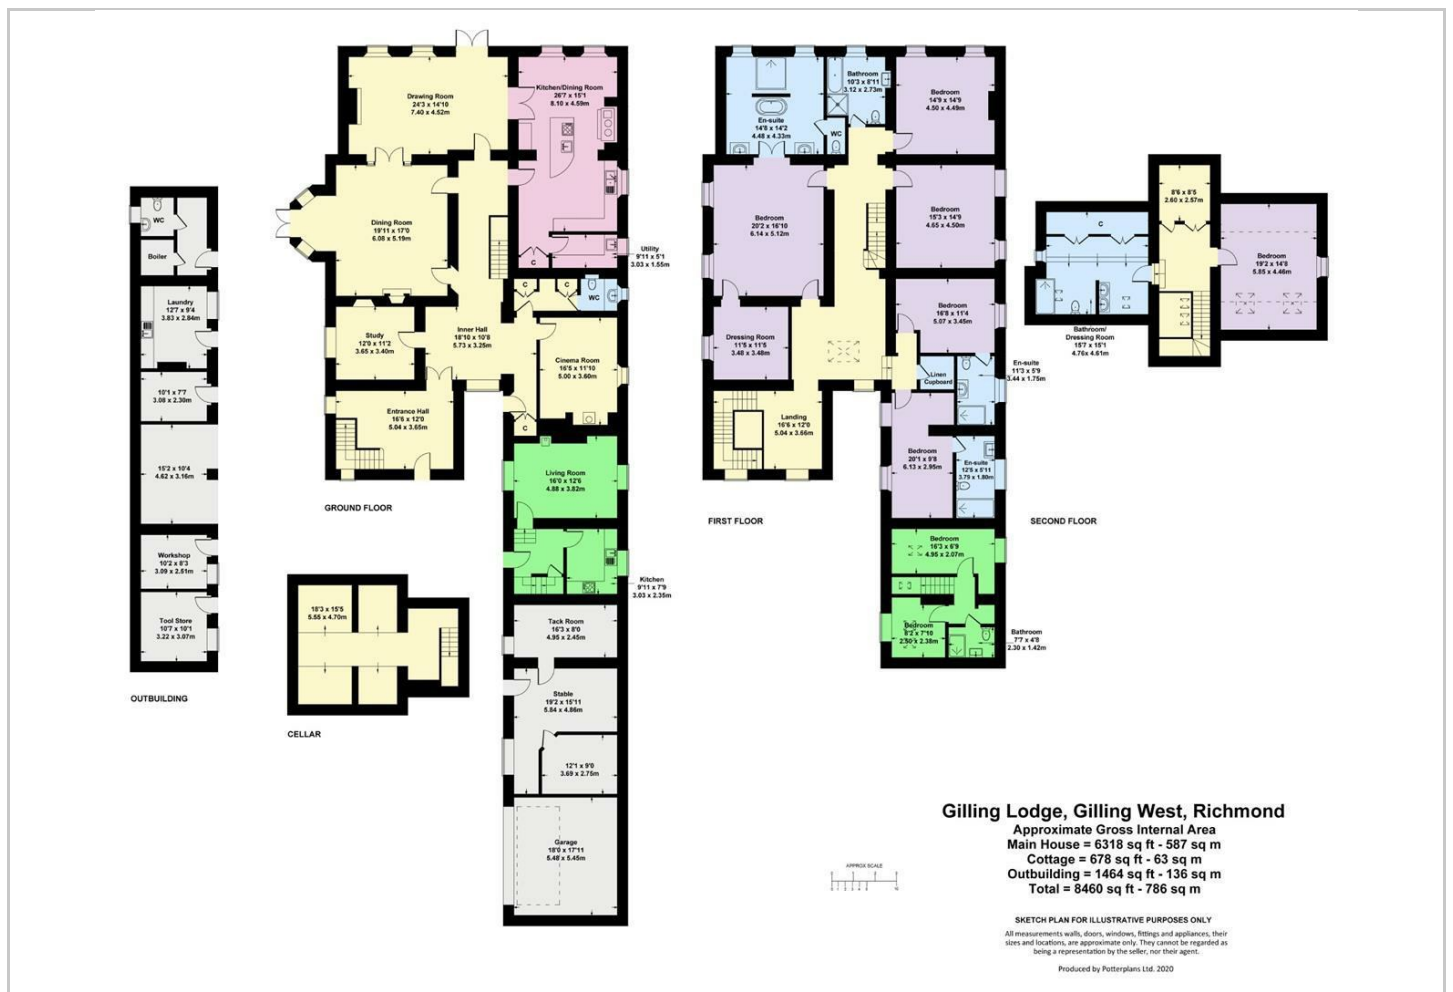 Drawing Room
24'3 x 14'10
7.40 x 4.52m
Kitchen/Dining Room
26'7 x 15'1
8.10 x 4.59m
Dining Room
19'11 x 17'0
6.08 x 5.19m
Utility
9'11 x 5'1
3.03 x 1.55m
C
C
C
WC
Study
12'0 x 11'2
3.65 x 3.40m
Inner Hall
18'10 x 10'8
5.73 x 3.25m
Cinema Room
16'5 x 11'10
5.00 x 3.60m
Entrance Hall
16'6 x 12'0
5.04 x 3.65m
C
Living Room
16'0 x 12'6
4.88 x 3.82m
GROUND FLOOR
Kitchen
9'11 x 7'9
3.03 x 2.35m
Tack Room
16'3 x 8'0
4.95 x 2.45m
Stable
19'2 x 15'11
5.84 x 4.86m
12'1 x 9'0
3.69 x 2.75m
Garage
18'0 x 17'11
5.48 x 5.45m
WC
Boiler
Laundry
12'7 x 9'4
3.83 x 2.84m
10'1 x 7'7
3.08 x 2.30m
15'2 x 10'4
4.62 x 3.16m
Workshop
10'2 x 8'3
3.09 x 2.51m
Tool Store
10'7 x 10'1
3.22 x 3.07m
OUTBUILDING
18'3 x 15'5
5.55 x 4.70m
CELLAR
En-suite
14'8 x 14'2
4.48 x 4.33m
Bathroom
10'3 x 8'11
3.12 x 2.73m
WC
Bedroom
14'9 x 14'9
4.50 x 4.49m
Bedroom
20'2 x 16'10
6.14 x 5.12m
Bedroom
15'3 x 14'9
4.65 x 4.50m
Dressing Room
11'5 x 11'5
3.48 x 3.48m
Bedroom
16'8 x 11'4
5.07 x 3.45m
Linen
Cupboard
En-suite
11'3 x 5'9
3.44 x 1.75m
Landing
16'6 x 12'0
5.04 x 3.66m
Bedroom
20'1 x 9'8
6.13 x 2.95m
En-suite
12'5 x 5'11
3.79 x 1.80m
FIRST FLOOR
Bedroom
16'3 x 6'9
4.95 x 2.07m
Bedroom
8'2 x 7'10
2.50 x 2.38m
Bathroom
7'7 x 4'8
2.30 x 1.42m
8'6 x 8'5
2.60 x 2.57m
C
Bedroom
19'2 x 14'8
5.85 x 4.46m
Bathroom/
Dressing Room
15'7 x 15'1
4.76x 4.61m
SECOND FLOOR
APPROX SCALE
Gilling Lodge, Gilling West, Richmond
Approximate Gross Internal Area
Main House = 6318 sq ft - 587 sq m
Cottage = 678 sq ft - 63 sq m
Outbuilding = 1464 sq ft - 136 sq m
Total = 8460 sq ft - 786 sq m
SKETCH PLAN FOR ILLUSTRATIVE PURPOSES ONLY
All measurements walls, doors, windows, fittings and appliances, their
sizes and locations, are approximate only. They cannot be regarded as
being a representation by the seller, nor their agent.
Produced by Potterplans Ltd. 2020